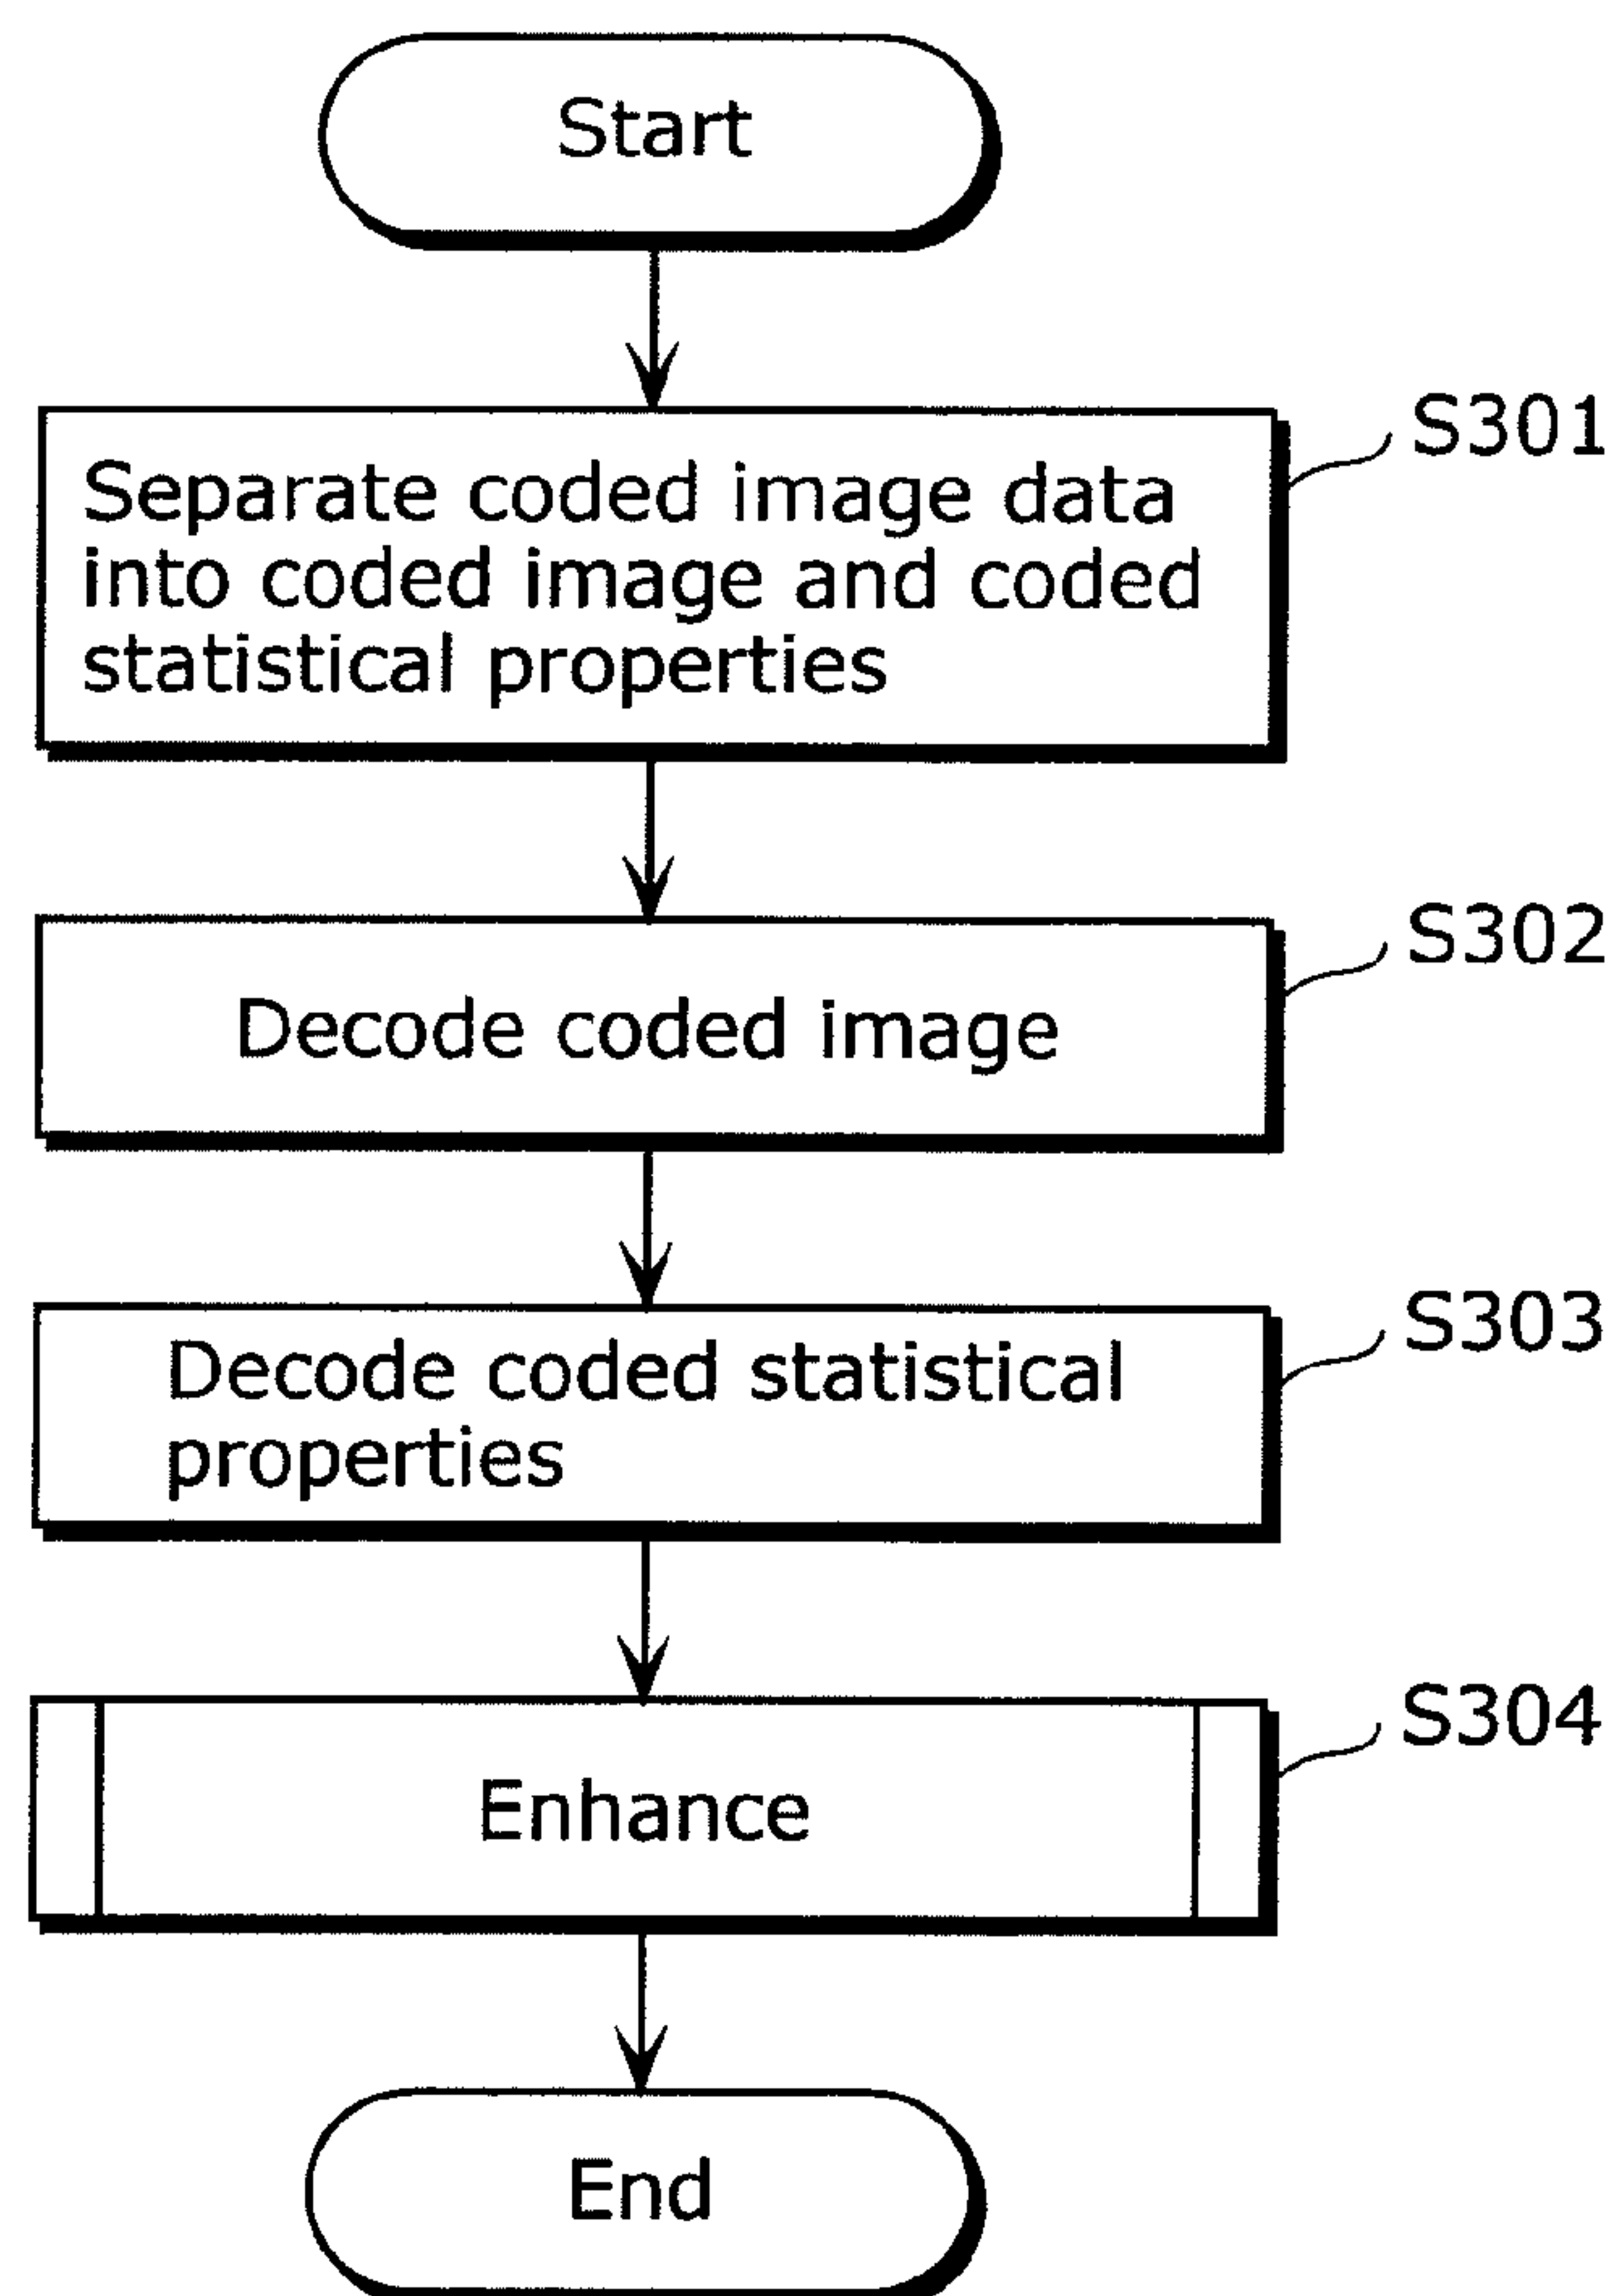 Start
S301
Separate coded image data
into coded image and coded
statistical properties
S302
Decode coded image
S303
Decode coded statistical
properties
S304
Enhance
End